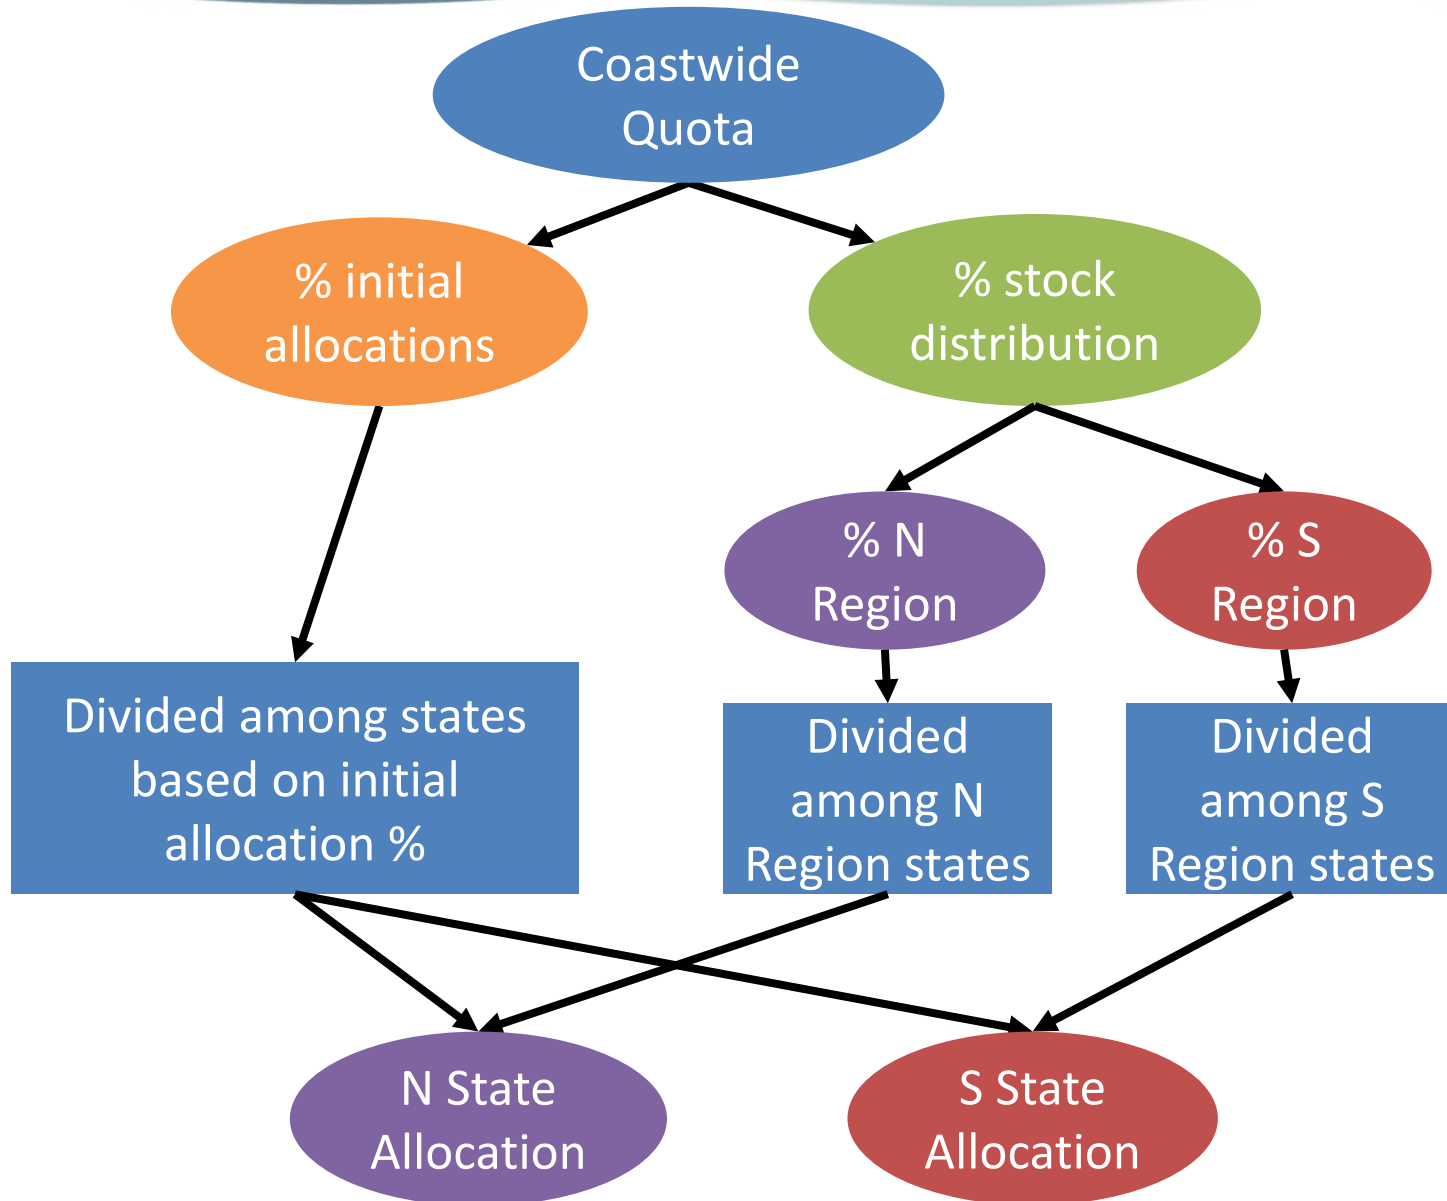 Coastwide
Quota
% initial
allocations
% stock
distribution
% N
Region
% S
Region
Divided among states
based on initial
allocation %
Divided
among N
Region states
Divided
among S
Region states
N State
Allocation
S State
Allocation